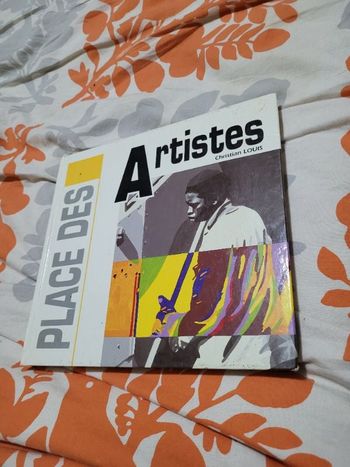 PLACE DES
Artistes
Christian LOUIS